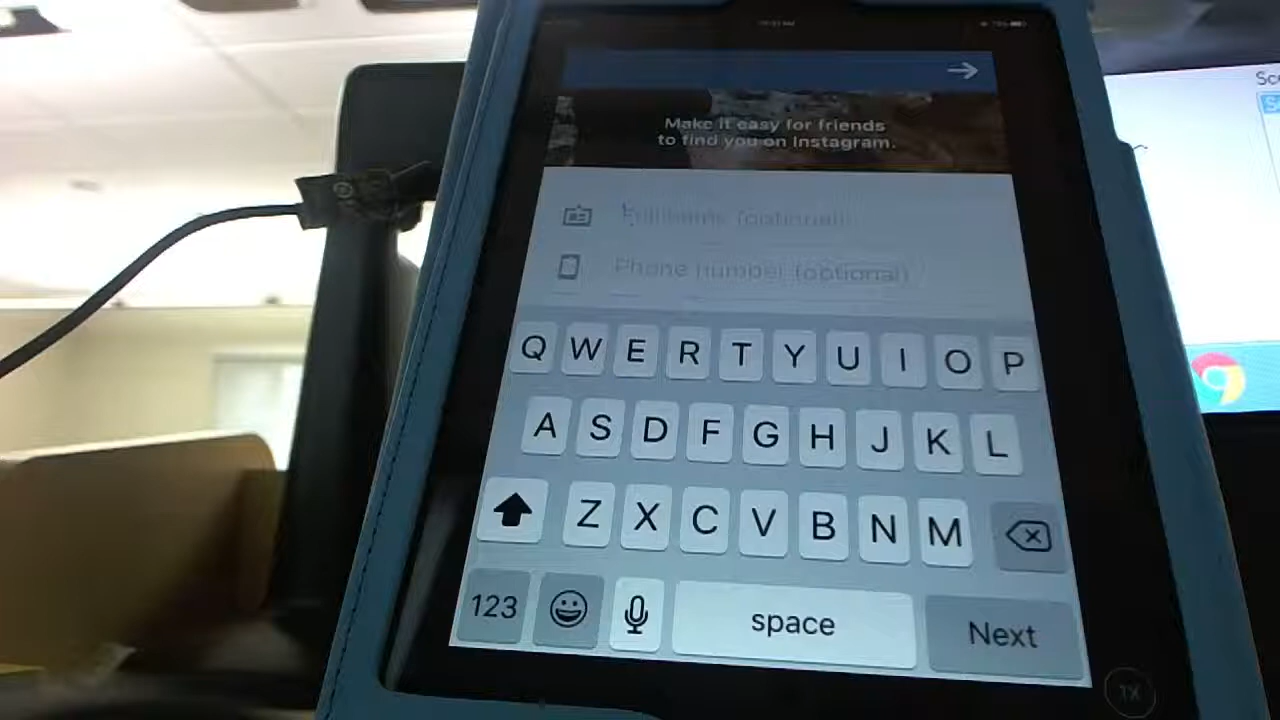 Make it easy for friends
to find you on Instagram.
Full name (optional)
Phone number (optional)
Q W E R T Y U I O P
A S D F G H J K L
Z X C V B N M
123 space Next
1X